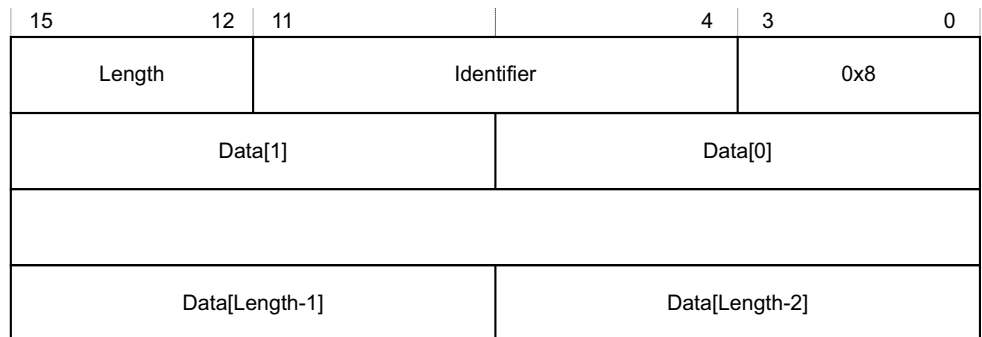 15 12 11 4 3 0
Length Identifier 0x8
Data[1] Data[0]
Data[Length-1] Data[Length-2]